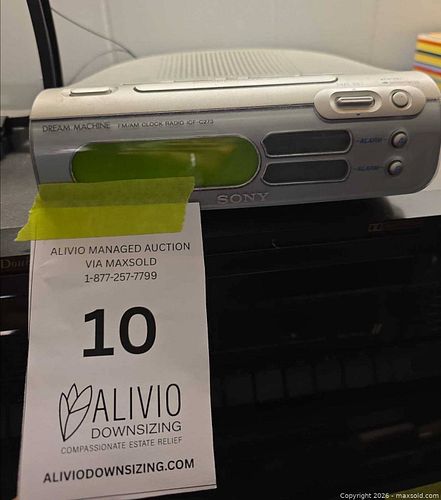 DREAM MACHINE FM/AM CLOCK RADIO ICF-C273
ALARM
ALARM
SONY
ALIVIO MANAGED AUCTION
VIA MAXSOLD
1-877-257-7799
10
ALIVIO
DOWNSIZING
COMPASSIONATE ESTATE RELIEF
ALIVIODOWNSIZING.COM
Copyright 2026 - maxsold.com